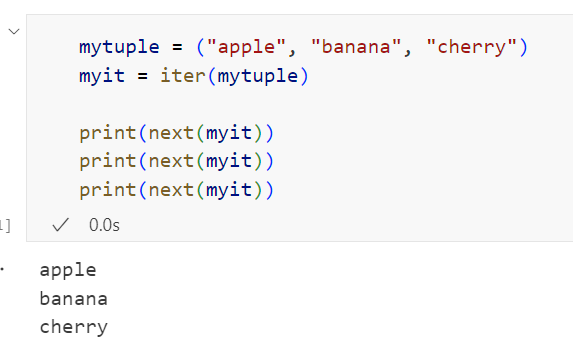 mytuple = ("apple", "banana", "cherry")
myit = iter(mytuple)
print(next(myit))
print(next(myit))
print(next(myit))
] ✓ 0.0s
apple
banana
cherry